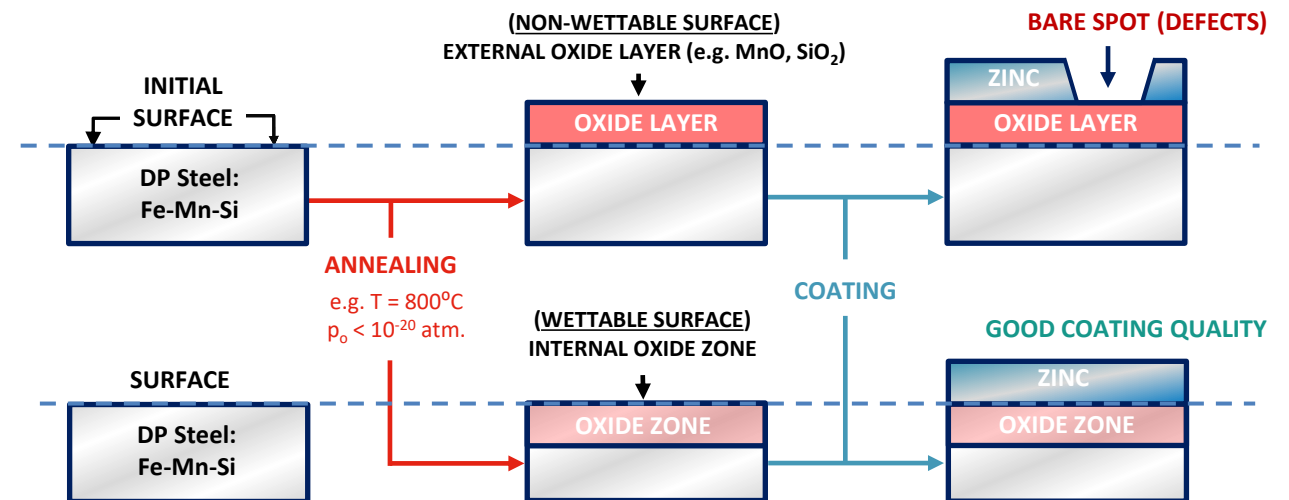 (NON-WETTABLE SURFACE)
EXTERNAL OXIDE LAYER (e.g. MnO, SiO₂)
BARE SPOT (DEFECTS)
INITIAL
SURFACE
ZINC
OXIDE LAYER
OXIDE LAYER
DP Steel:
Fe-Mn-Si
ANNEALING
e.g. T = 800⁰C
pₒ < 10⁻²⁰ atm.
COATING
(WETTABLE SURFACE)
INTERNAL OXIDE ZONE
GOOD COATING QUALITY
SURFACE
ZINC
OXIDE ZONE
OXIDE ZONE
DP Steel:
Fe-Mn-Si